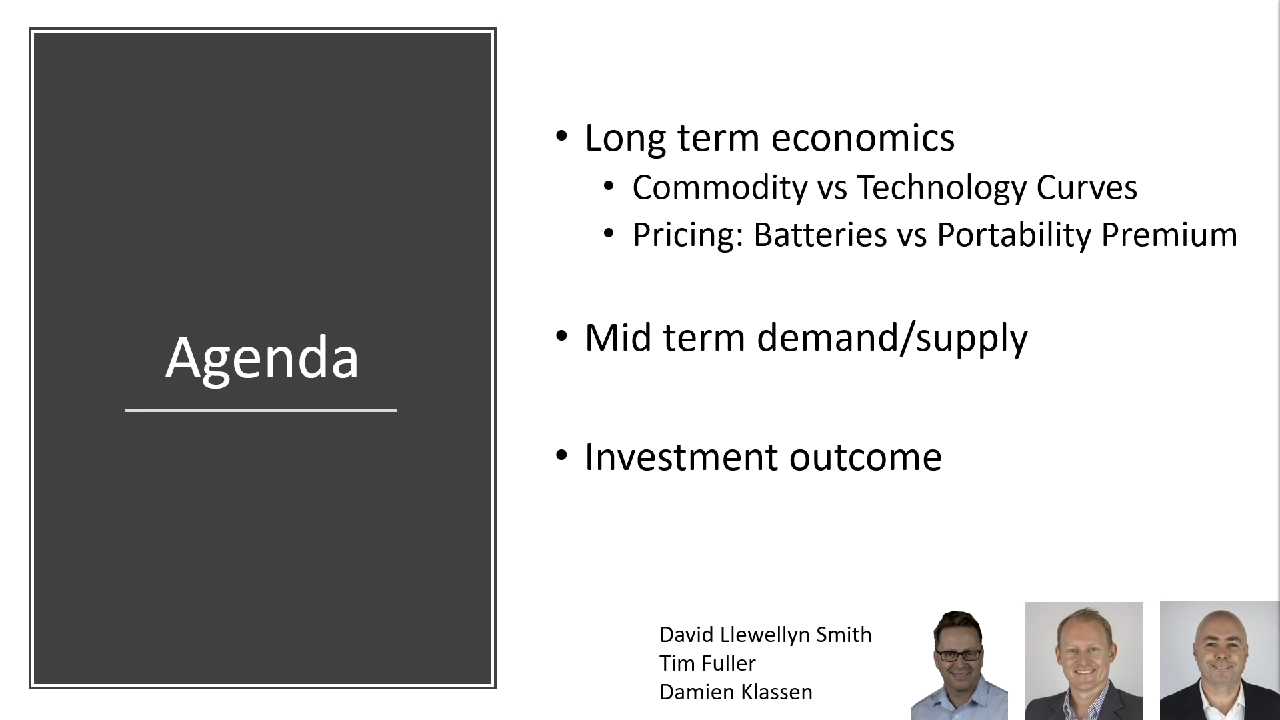 Agenda
• Long term economics
• Commodity vs Technology Curves
• Pricing: Batteries vs Portability Premium
• Mid term demand/supply
• Investment outcome
David Llewellyn Smith
Tim Fuller
Damien Klassen